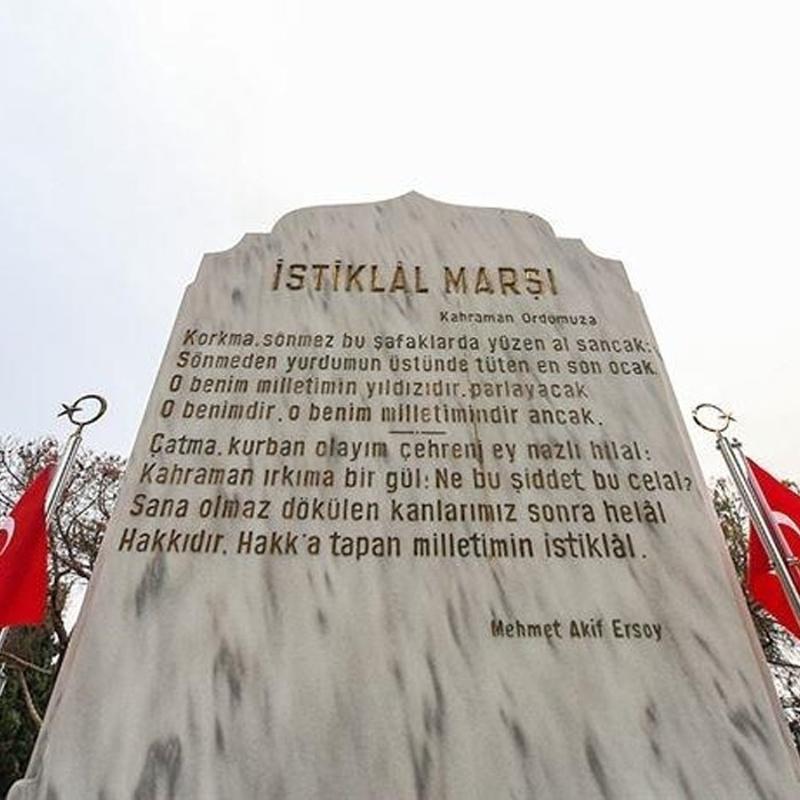 İSTİKLÂL MARŞI
Kahraman Ordumuza
Korkma, sönmez bu şafaklarda yüzen al sancak:
Sönmeden yurdumun üstünde tüten en son ocak.
O benim milletimin yıldızıdır, parlayacak
O benimdir, o benim milletimindir ancak.
Çatma, kurban olayım çehreni ey nazlı hilal:
Kahraman ırkıma bir gül: Ne bu şiddet bu celal?
Sana olmaz dökülen kanlarımız sonra helâl
Hakkıdır, Hakk'a tapan milletimin istiklâl.
Mehmet Akif Ersoy